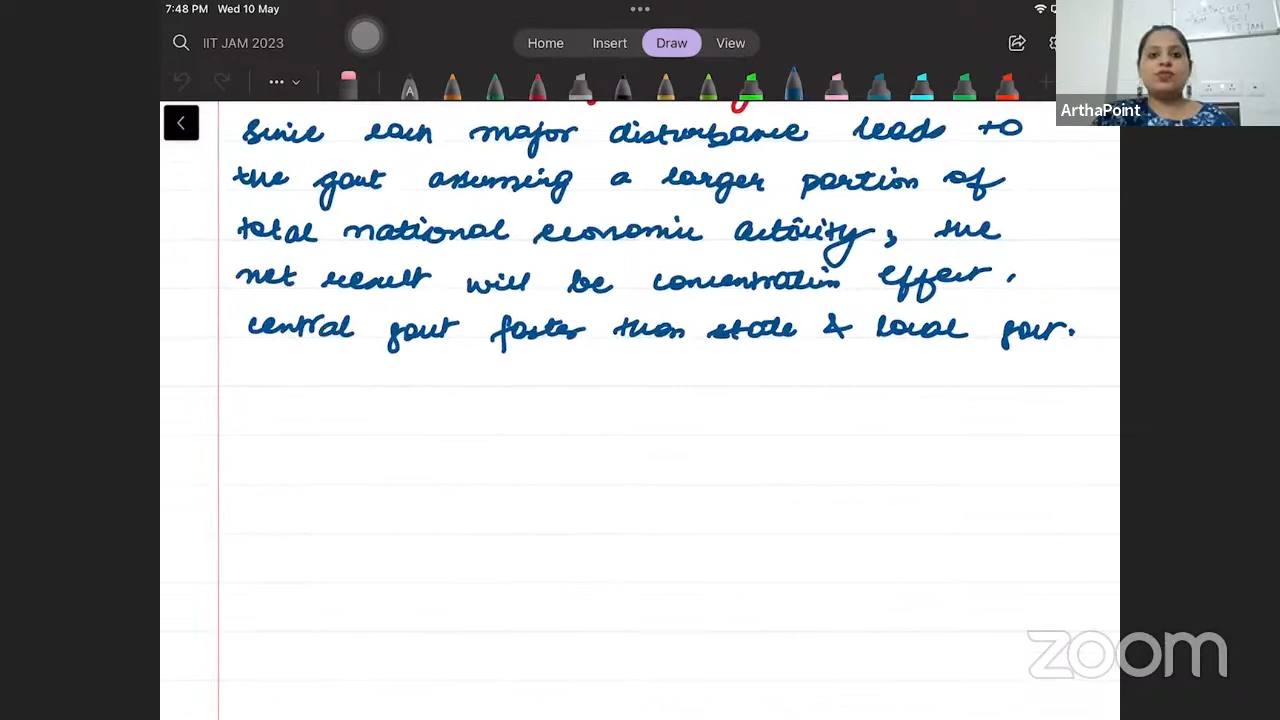 7:48 PM Wed 10 May
IIT JAM 2023
Home Insert Draw View
A
ArthaPoint
Since each major disturbance leads to
the govt assuming a larger portion of
total national economic activity, the
net result will be concentration effect.
central govt faster than state & local govt.
zoom